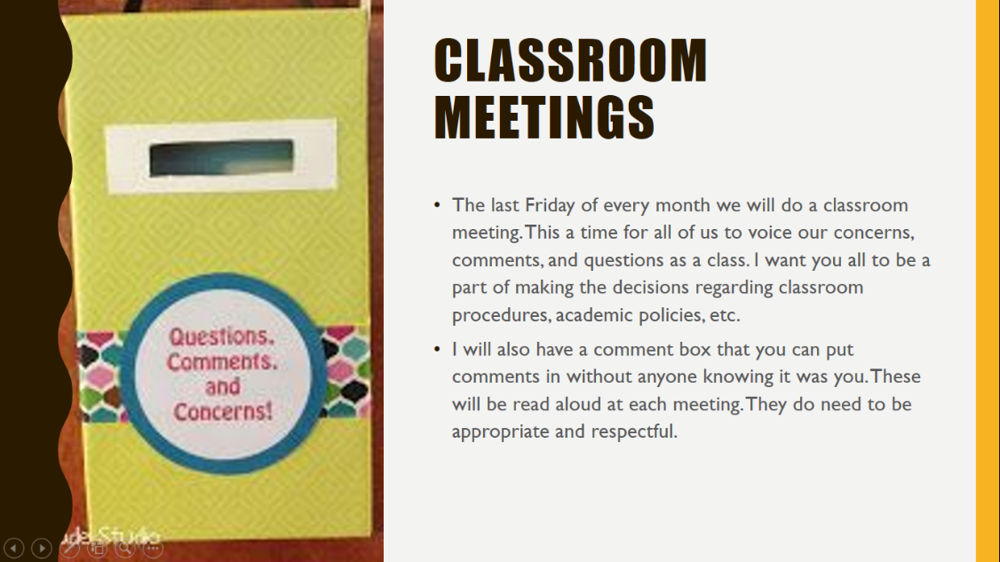 CLASSROOM
MEETINGS
• The last Friday of every month we will do a classroom
meeting. This a time for all of us to voice our concerns,
comments, and questions as a class. I want you all to be a
part of making the decisions regarding classroom
procedures, academic policies, etc.
• I will also have a comment box that you can put
comments in without anyone knowing it was you. These
will be read aloud at each meeting. They do need to be
appropriate and respectful.
Questions,
Comments,
and
Concerns!
Studio